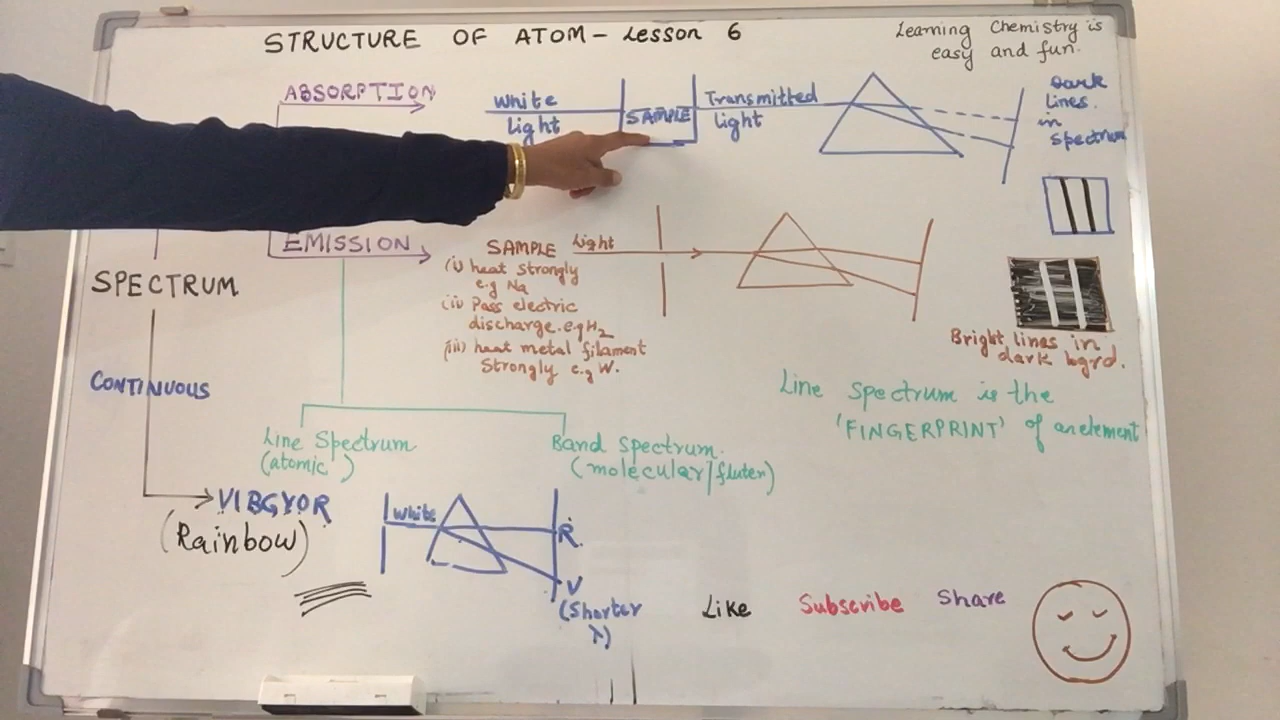 STRUCTURE OF ATOM - Lesson 6
Learning Chemistry is
easy and fun.
ABSORPTION
White
Light
SAMPLE
Transmitted
light
Dark
Lines.
in
Spectrum
EMISSION
SAMPLE light
(i) heat strongly
e.g Na
(ii) Pass electric
discharge. e.g H2
(iii) heat metal filament
Strongly e.g W.
Bright lines in
dark bgrd.
SPECTRUM
CONTINUOUS
Line Spectrum is the
'FINGERPRINT' of an element
Line Spectrum
(atomic)
Band Spectrum.
(molecular/fluter)
VIBGYOR
(Rainbow)
White
R.
V
(Shorter
λ)
Like Subscribe Share